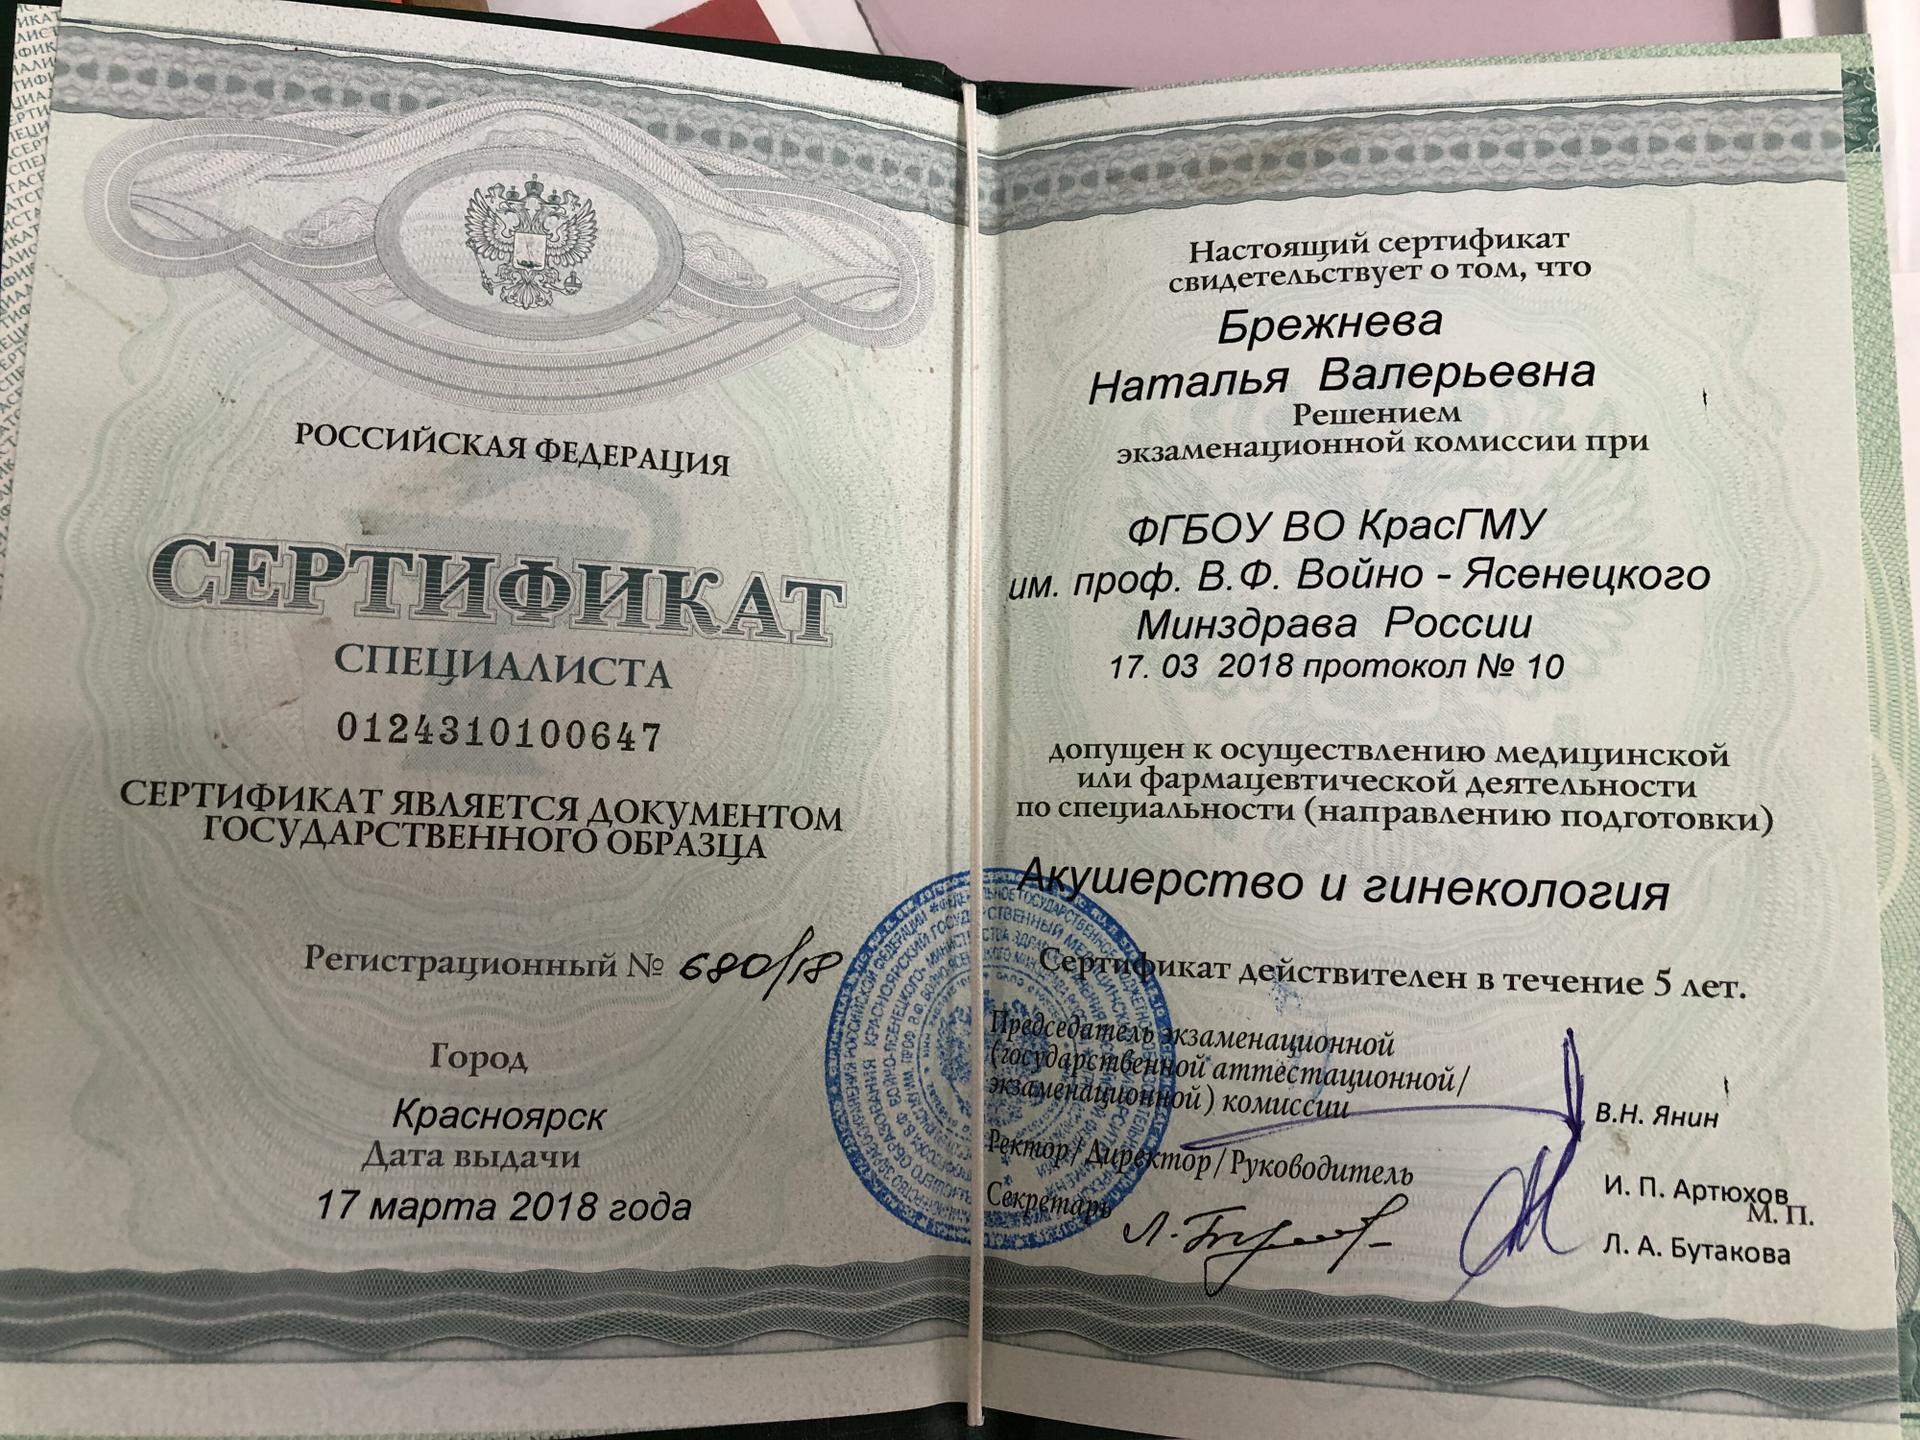 РОССИЙСКАЯ ФЕДЕРАЦИЯ
СЕРТИФИКАТ
СПЕЦИАЛИСТА
0124310100647
СЕРТИФИКАТ ЯВЛЯЕТСЯ ДОКУМЕНТОМ
ГОСУДАРСТВЕННОГО ОБРАЗЦА
Регистрационный № 680/18
Город
Красноярск
Дата выдачи
17 марта 2018 года
Настоящий сертификат
свидетельствует о том, что
Брежнева
Наталья Валерьевна
Решением
экзаменационной комиссии при
ФГБОУ ВО КрасГМУ
им. проф. В.Ф. Войно - Ясенецкого
Минздрава России
17. 03 2018 протокол № 10
допущен к осуществлению медицинской
или фармацевтической деятельности
по специальности (направлению подготовки)
Акушерство и гинекология
Сертификат действителен в течение 5 лет.
Председатель экзаменационной
(государственной аттестационной/
экзаменационной) комиссии
В.Н. Янин
Ректор/Директор/Руководитель
И. П. Артюхов
М. П.
Секретарь
Л. А. Бутакова